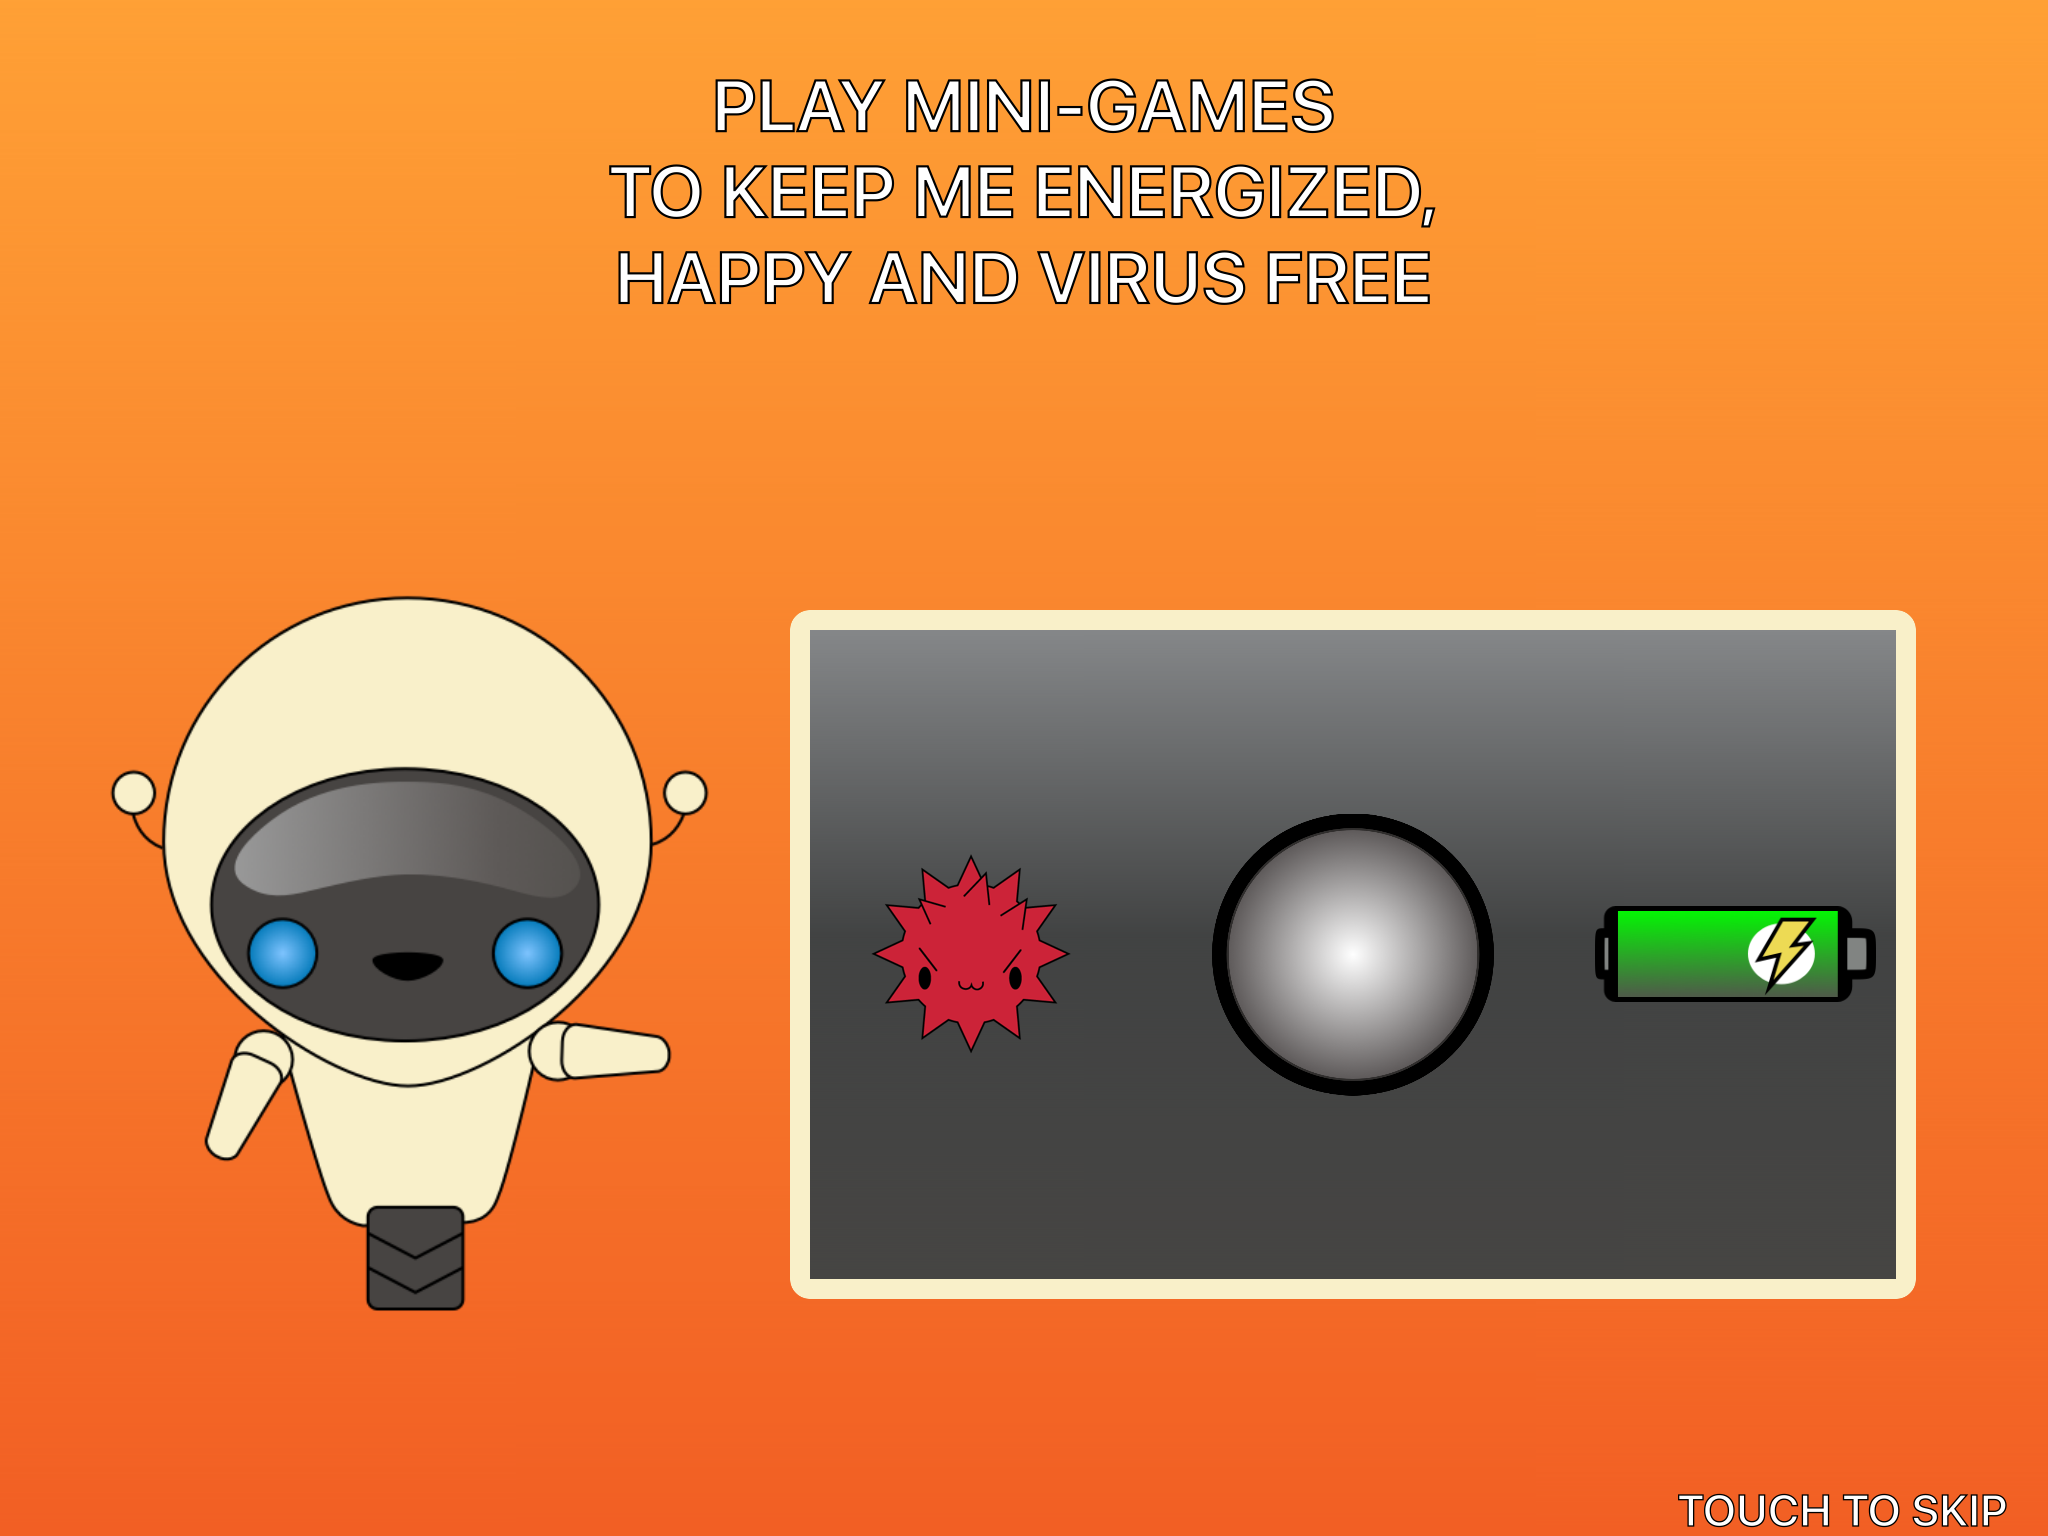 PLAY MINI-GAMES
TO KEEP ME ENERGIZED,
HAPPY AND VIRUS FREE
TOUCH TO SKIP